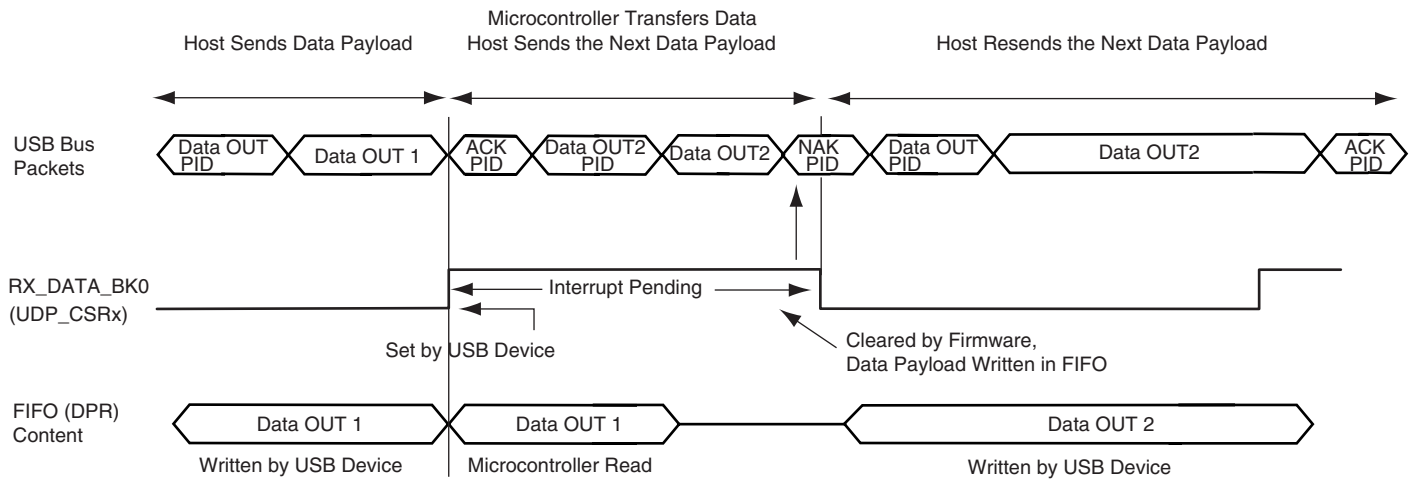 Microcontroller Transfers Data
Host Sends Data Payload
Host Sends the Next Data Payload
Host Resends the Next Data Payload
USB Bus
Packets
Data OUT
PID
Data OUT 1
ACK
PID
Data OUT2
PID
Data OUT2
NAK
PID
Data OUT
PID
Data OUT2
ACK
PID
RX_DATA_BK0
(UDP_CSRx)
Interrupt Pending
Set by USB Device
Cleared by Firmware,
Data Payload Written in FIFO
FIFO (DPR)
Content
Data OUT 1
Data OUT 1
Data OUT 2
Written by USB Device
Microcontroller Read
Written by USB Device